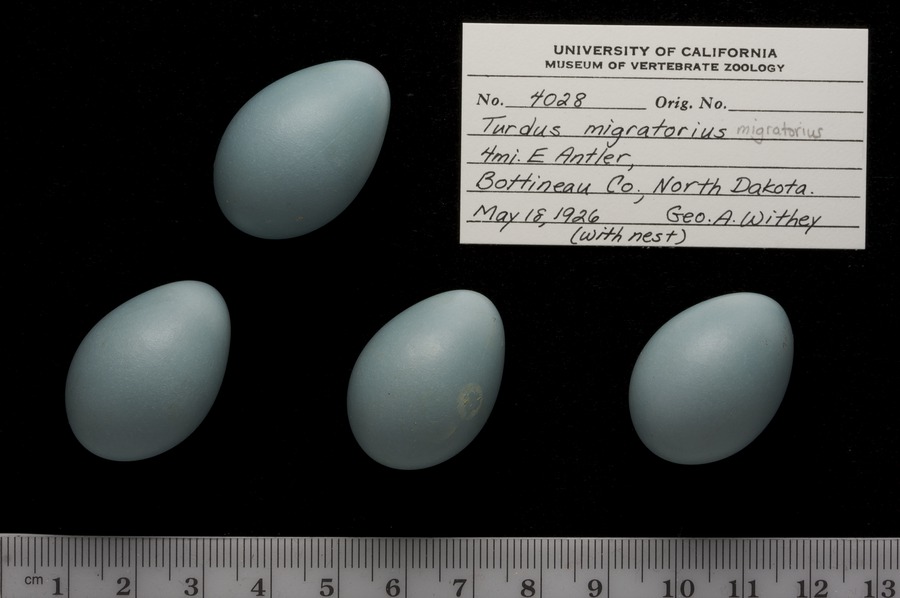 UNIVERSITY OF CALIFORNIA
MUSEUM OF VERTEBRATE ZOOLOGY
No. 4028 Orig. No.
Turdus migratorius migratorius
4mi. E Antler,
Bottineau Co., North Dakota.
May 18, 1926 Geo. A. Withey
(with nest)
cm 1 2 3 4 5 6 7 8 9 10 11 12 13